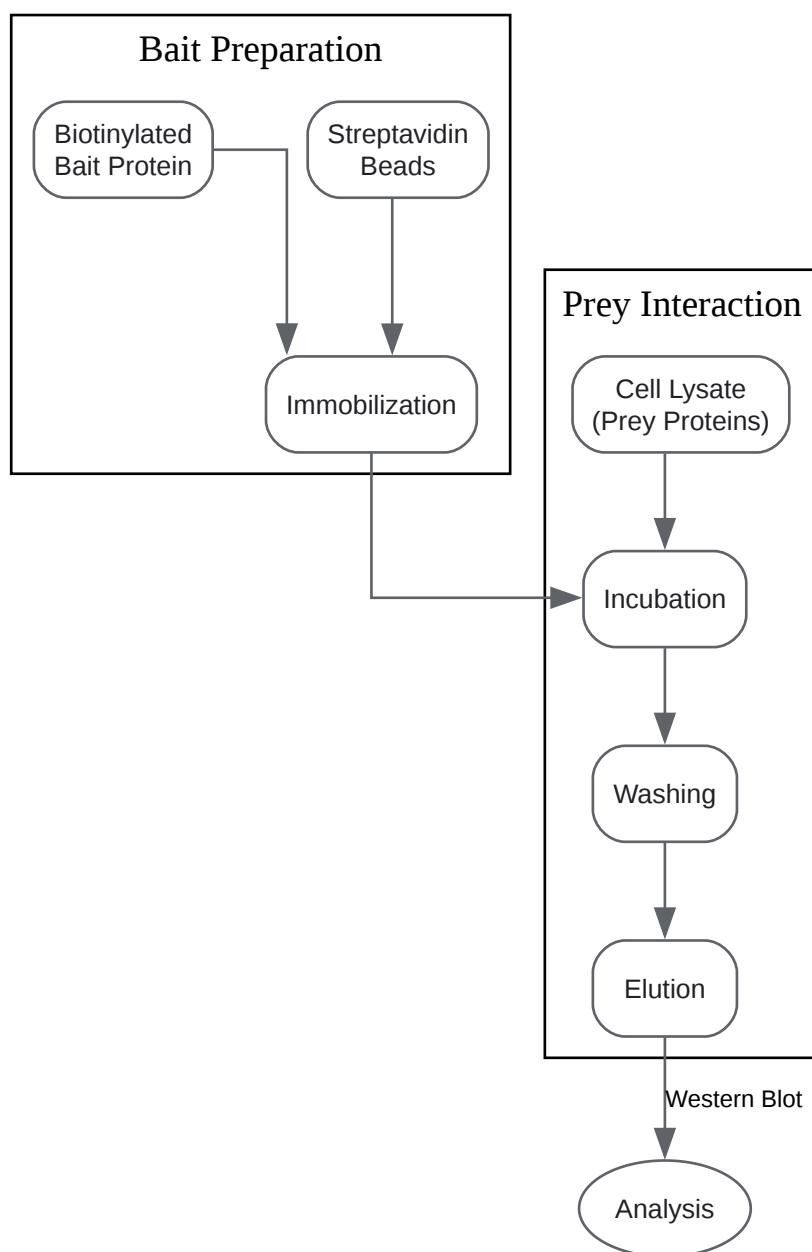 Bait Preparation
Biotinylated
Bait Protein
Streptavidin
Beads
Immobilization
Prey Interaction
Cell Lysate
(Prey Proteins)
Incubation
Washing
Elution
Western Blot
Analysis